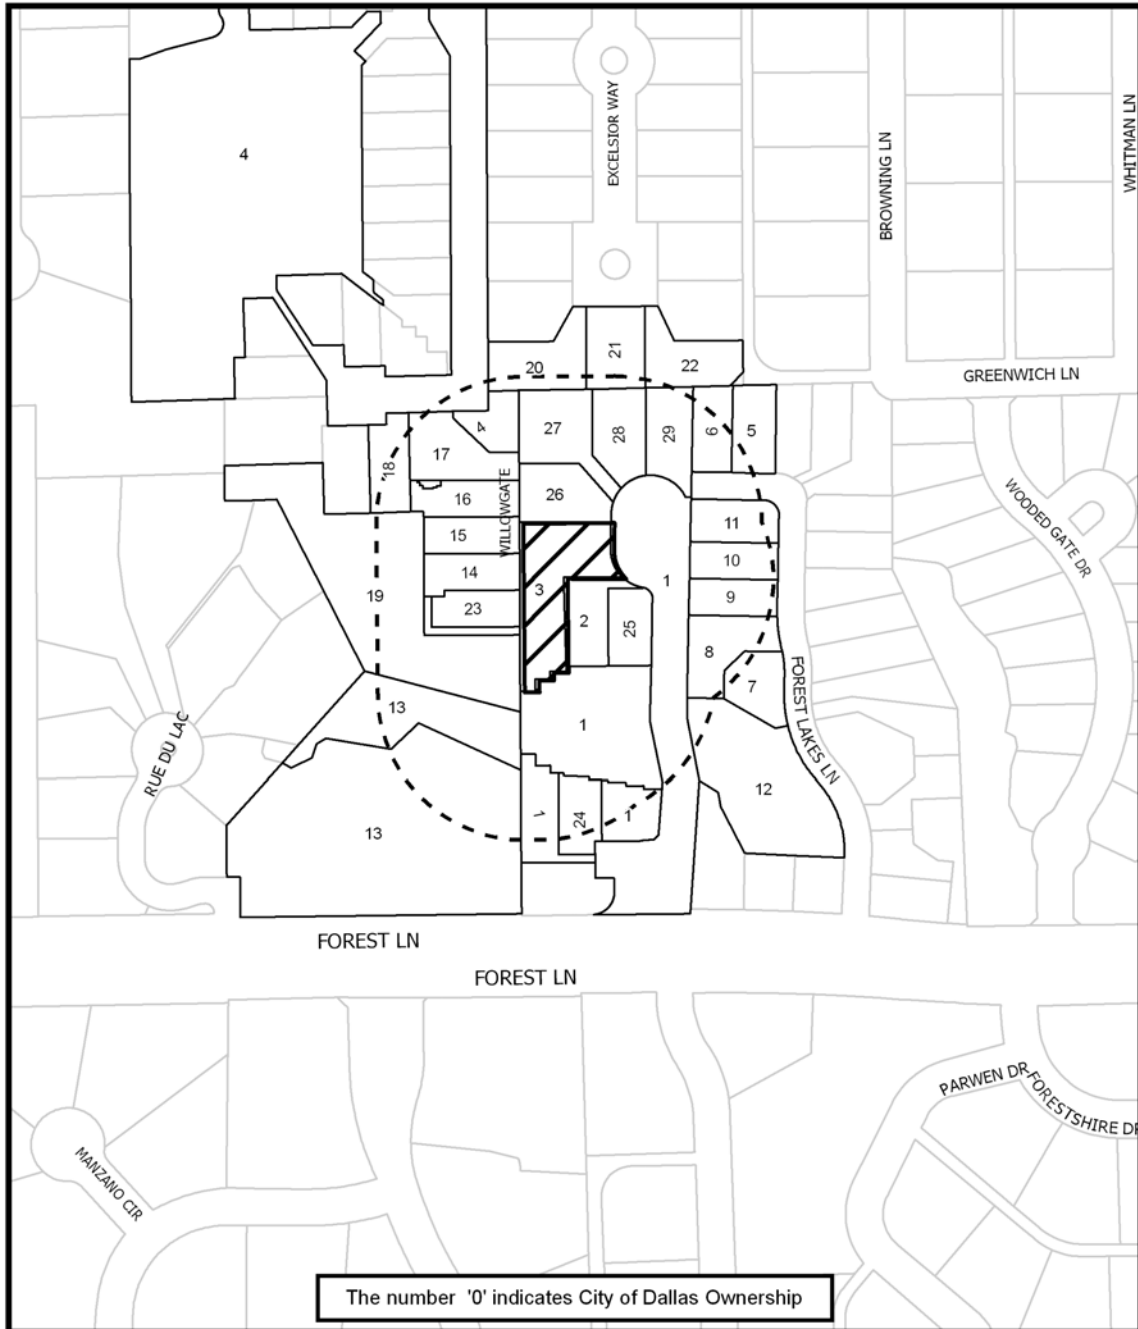 EXCELSIOR WAY
BROWNING LN
WHITMAN LN
4
GREENWICH LN
20
21
22
4
27
28
29
6
5
17
18
16
26
WILLOWGATE
11
15
10
WOODED GATE DR
14
3
1
19
23
2
25
9
8
7
FOREST LAKES LN
13
1
RUE DU LAC
12
13
1
24
1
FOREST LN
FOREST LN
PARWEN DR
FORESTSHIRE DR
MANZANO CIR
The number '0' indicates City of Dallas Ownership